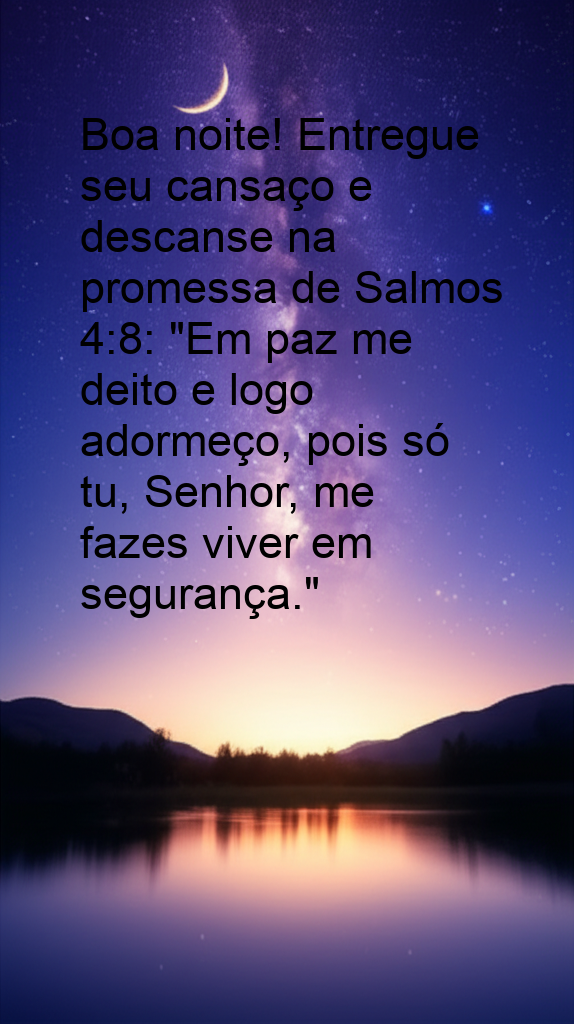 Boa noite! Entregue
seu cansaço e
descanse na
promessa de Salmos
4:8: "Em paz me
deito e logo
adormeço, pois só
tu, Senhor, me
fazes viver em
segurança."